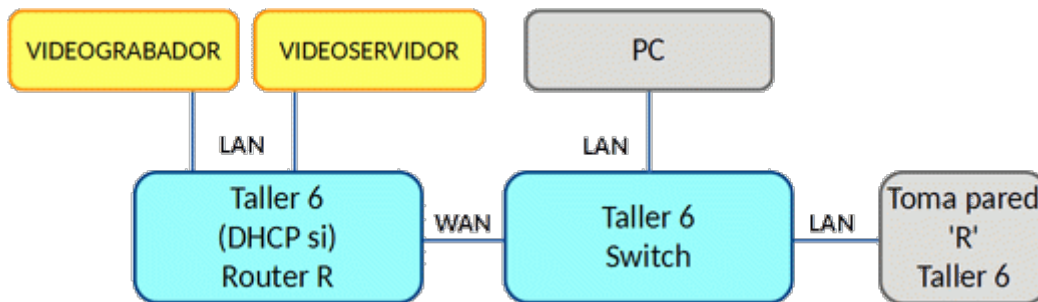 VIDEOGRABADOR
VIDEOSERVIDOR
PC
LAN
LAN
Taller 6
(DHCP si)
Router R
WAN
Taller 6
Switch
LAN
Toma pared
'R'
Taller 6